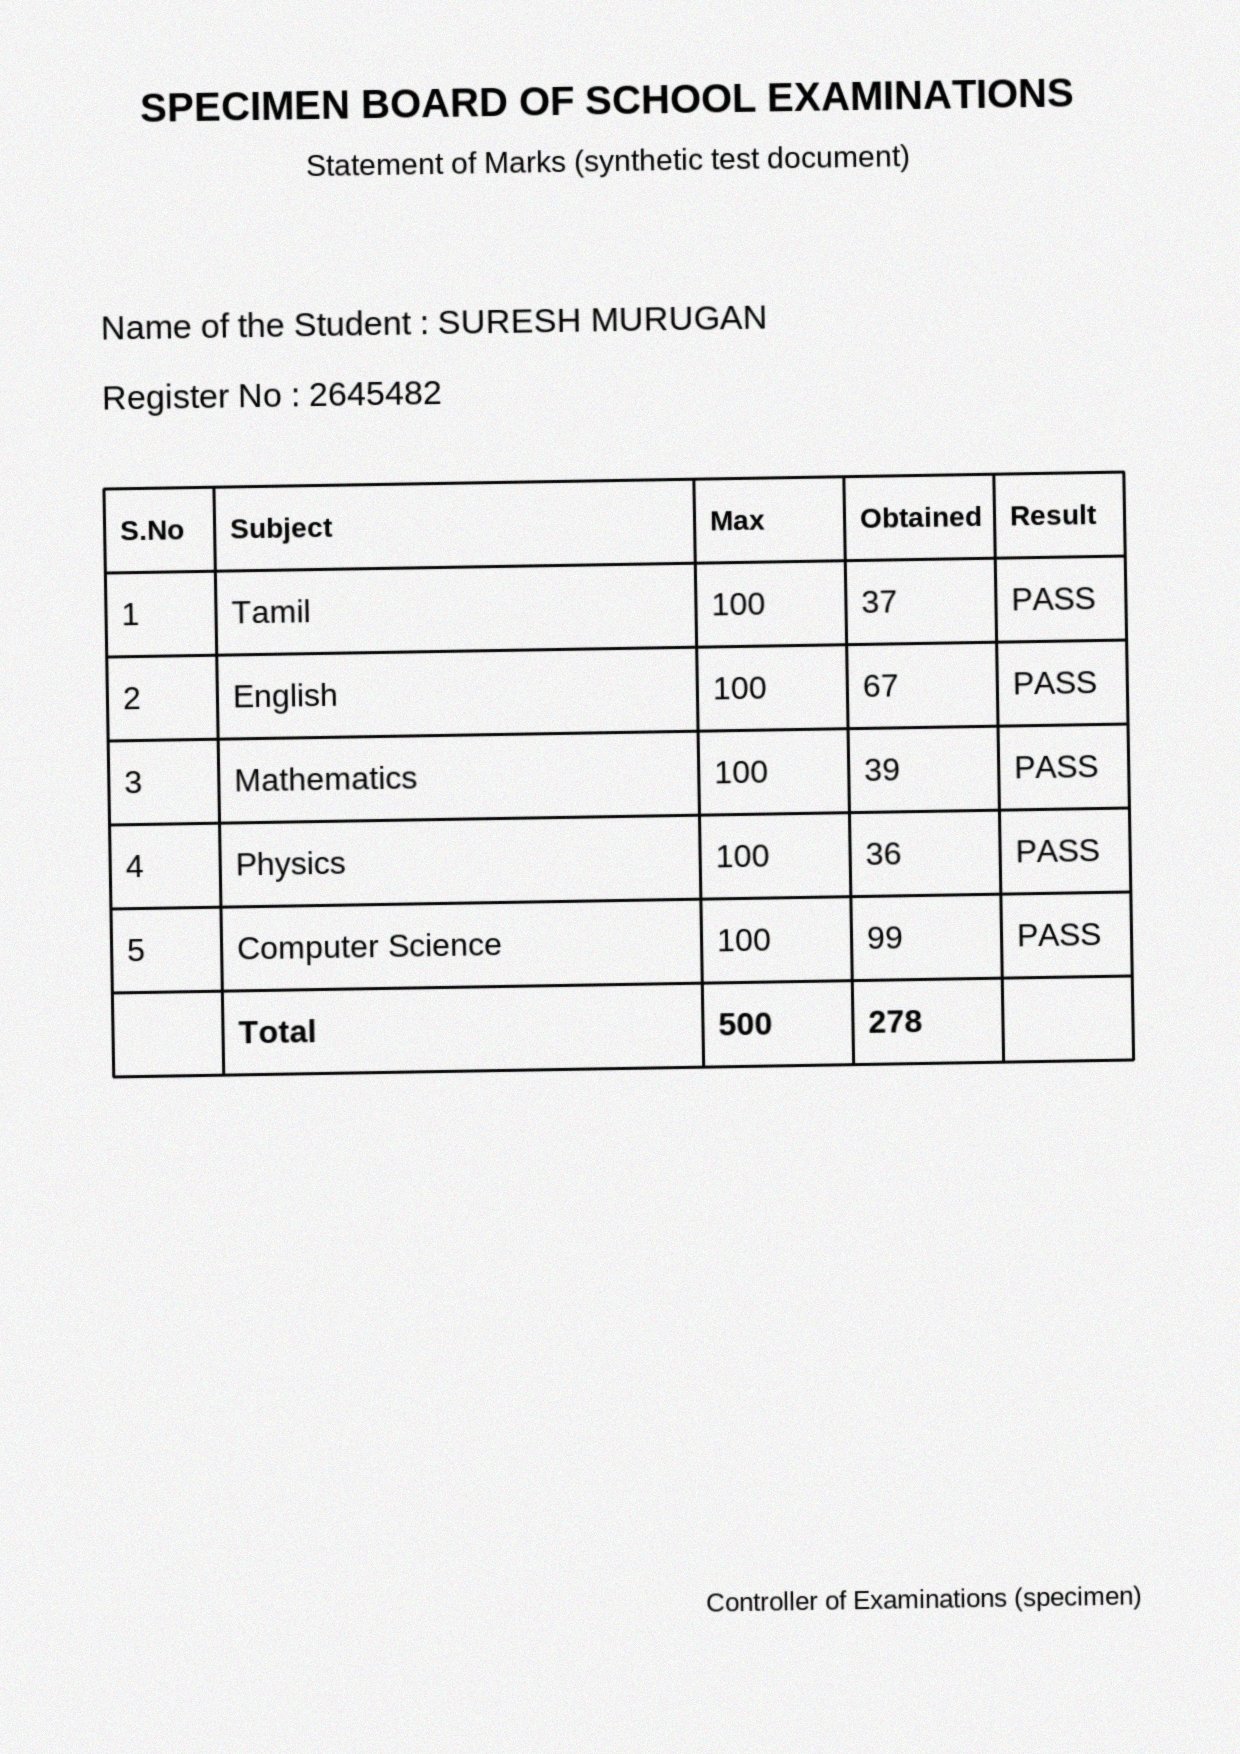 SPECIMEN BOARD OF SCHOOL EXAMINATIONS
Statement of Marks (synthetic test document)
Name of the Student : SURESH MURUGAN
Register No : 2645482
S.No Subject Max Obtained Result
1 Tamil 100 37 PASS
2 English 100 67 PASS
3 Mathematics 100 39 PASS
4 Physics 100 36 PASS
5 Computer Science 100 99 PASS
Total 500 278
Controller of Examinations (specimen)